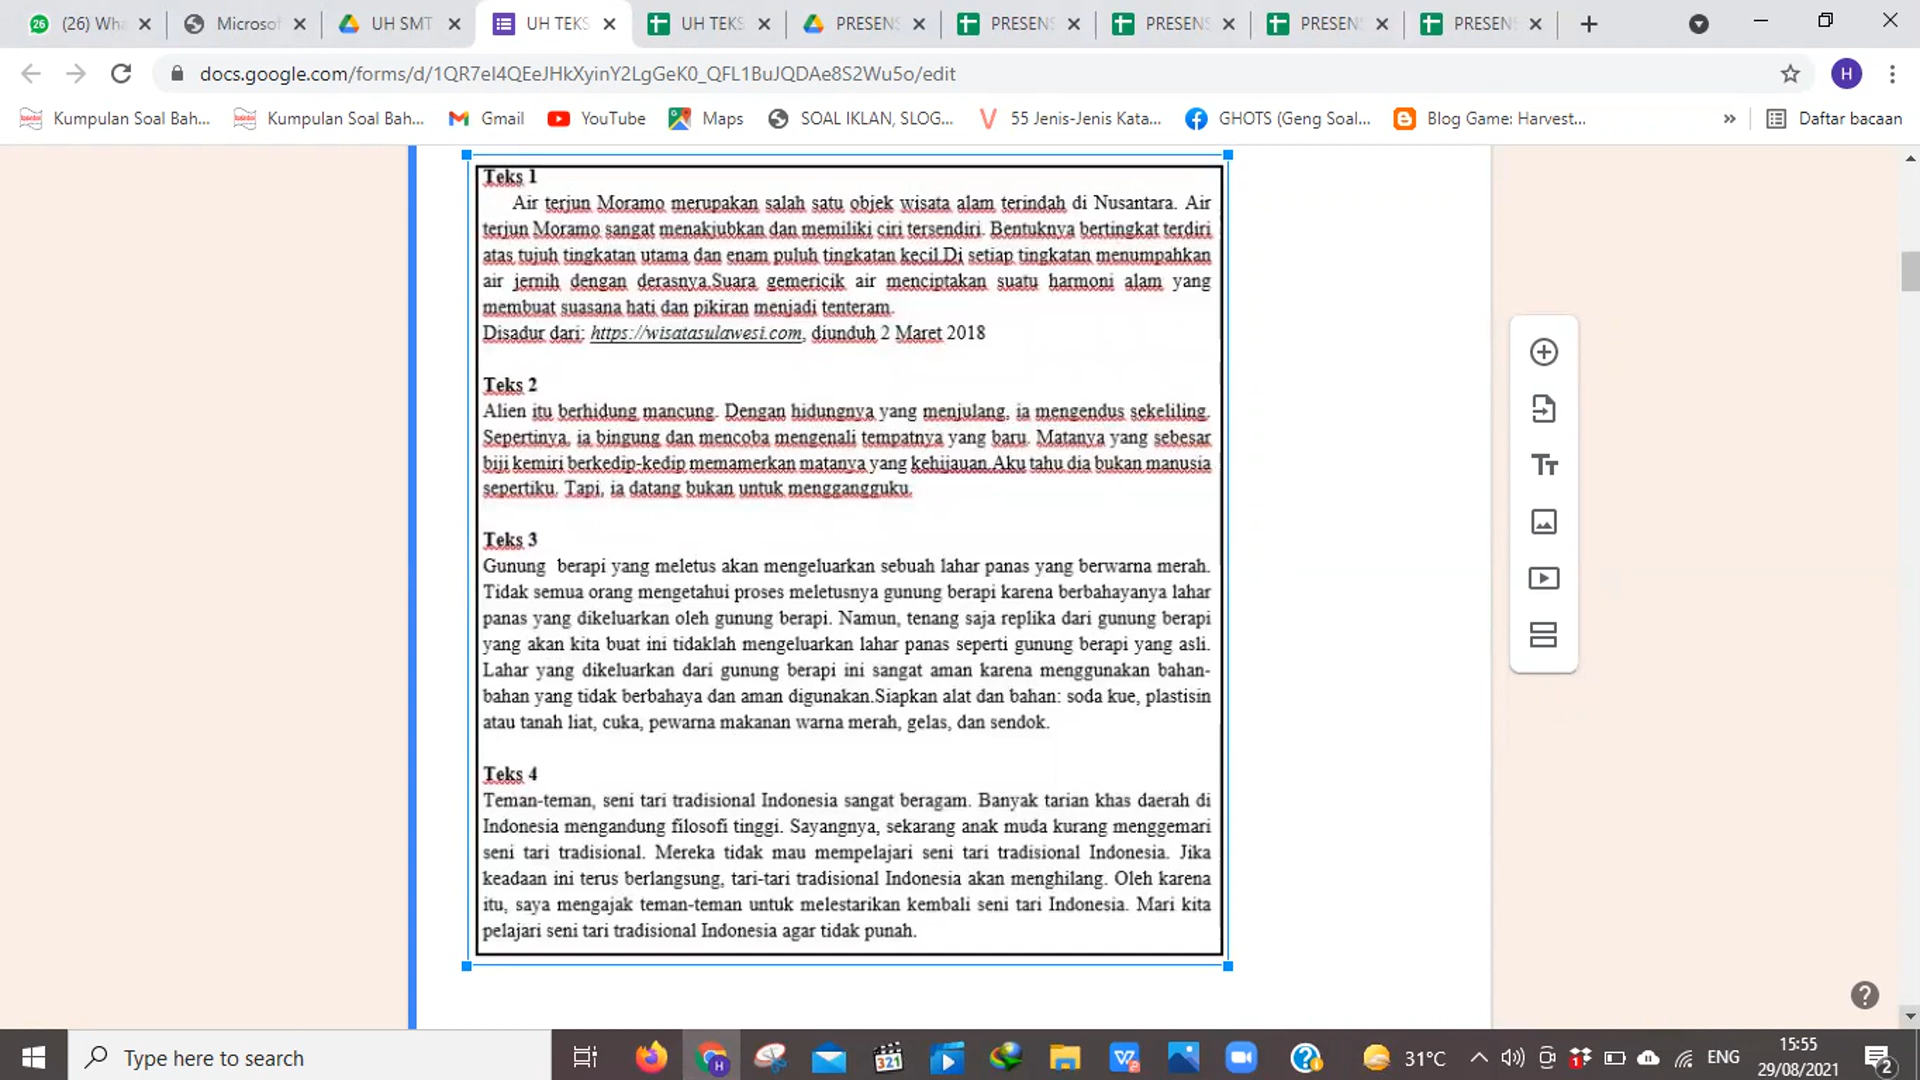 (26) Wha
Microsof
UH SMT
UH TEKS
UH TEKS
PRESENS
PRESENS
PRESENS
PRESENS
PRESENS
docs.google.com/forms/d/1QR7eI4QEeJHkXyinY2LgGeK0_QFL1BuJQDAe8S2Wu5o/edit
H
Kumpulan Soal Bah...
Kumpulan Soal Bah...
Gmail
YouTube
Maps
SOAL IKLAN, SLOG...
55 Jenis-Jenis Kata...
GHOTS (Geng Soal...
Blog Game: Harvest...
»
Daftar bacaan
Teks 1
Air terjun Moramo merupakan salah satu objek wisata alam terindah di Nusantara. Air
terjun Moramo sangat menakjubkan dan memiliki ciri tersendiri. Bentuknya bertingkat terdiri
atas tujuh tingkatan utama dan enam puluh tingkatan kecil.Di setiap tingkatan menumpahkan
air jernih dengan derasnya.Suara gemericik air menciptakan suatu harmoni alam yang
membuat suasana hati dan pikiran menjadi tenteram.
Disadur dari: https://wisatasulawesi.com, diunduh 2 Maret 2018
Teks 2
Alien itu berhidung mancung. Dengan hidungnya yang menjulang, ia mengendus sekeliling.
Sepertinya, ia bingung dan mencoba mengenali tempatnya yang baru. Matanya yang sebesar
biji kemiri berkedip-kedip memamerkan matanya yang kehijauan.Aku tahu dia bukan manusia
sepertiku. Tapi, ia datang bukan untuk menggangguku.
Teks 3
Gunung berapi yang meletus akan mengeluarkan sebuah lahar panas yang berwarna merah.
Tidak semua orang mengetahui proses meletusnya gunung berapi karena berbahayanya lahar
panas yang dikeluarkan oleh gunung berapi. Namun, tenang saja replika dari gunung berapi
yang akan kita buat ini tidaklah mengeluarkan lahar panas seperti gunung berapi yang asli.
Lahar yang dikeluarkan dari gunung berapi ini sangat aman karena menggunakan bahan-
bahan yang tidak berbahaya dan aman digunakan.Siapkan alat dan bahan: soda kue, plastisin
atau tanah liat, cuka, pewarna makanan warna merah, gelas, dan sendok.
Teks 4
Teman-teman, seni tari tradisional Indonesia sangat beragam. Banyak tarian khas daerah di
Indonesia mengandung filosofi tinggi. Sayangnya, sekarang anak muda kurang menggemari
seni tari tradisional. Mereka tidak mau mempelajari seni tari tradisional Indonesia. Jika
keadaan ini terus berlangsung, tari-tari tradisional Indonesia akan menghilang. Oleh karena
itu, saya mengajak teman-teman untuk melestarikan kembali seni tari Indonesia. Mari kita
pelajari seni tari tradisional Indonesia agar tidak punah.
Type here to search
31°C
ENG
15:55
29/08/2021
2